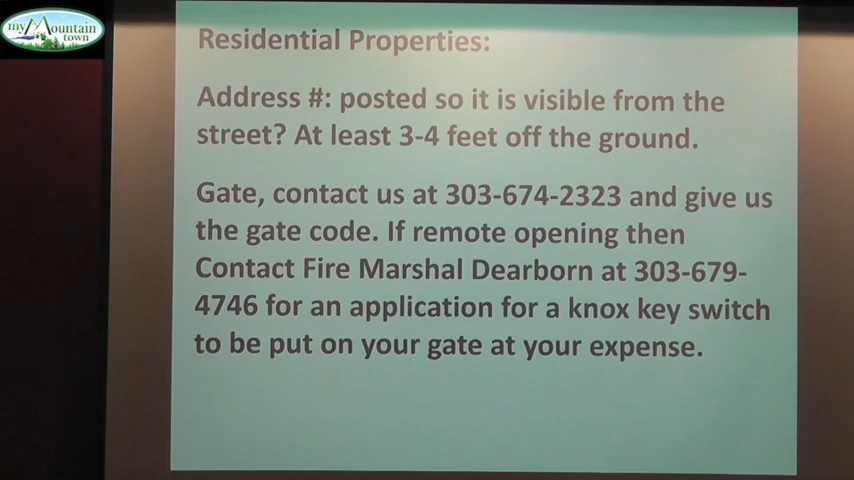 my Mountain
town
Residential Properties:
Address #: posted so it is visible from the
street? At least 3-4 feet off the ground.
Gate, contact us at 303-674-2323 and give us
the gate code. If remote opening then
Contact Fire Marshal Dearborn at 303-679-
4746 for an application for a knox key switch
to be put on your gate at your expense.